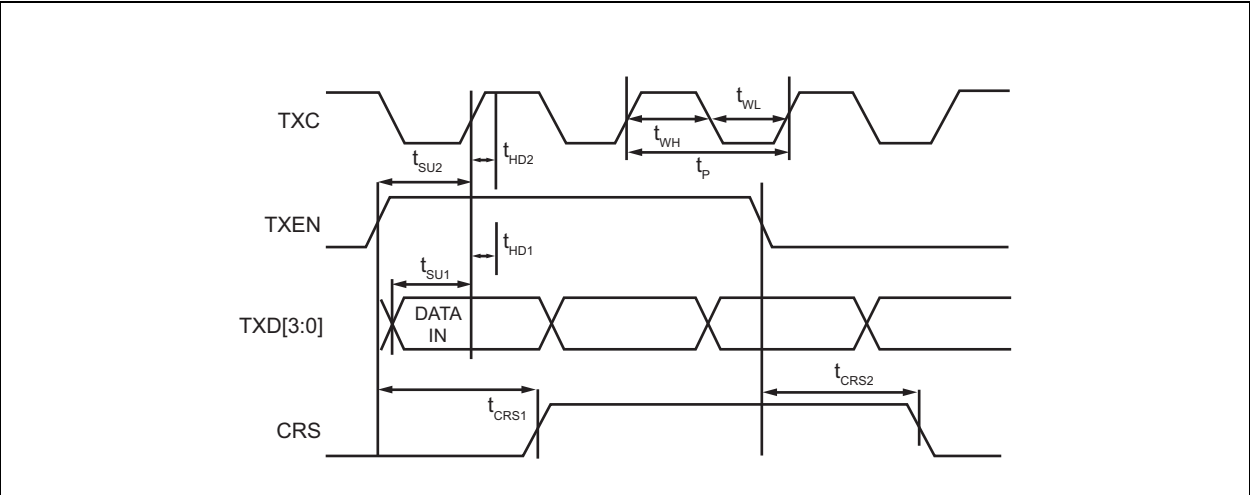 TXC
t_WL
t_WH
t_P
t_SU2
t_HD2
TXEN
t_HD1
t_SU1
TXD[3:0]
DATA
IN
t_CRS2
t_CRS1
CRS